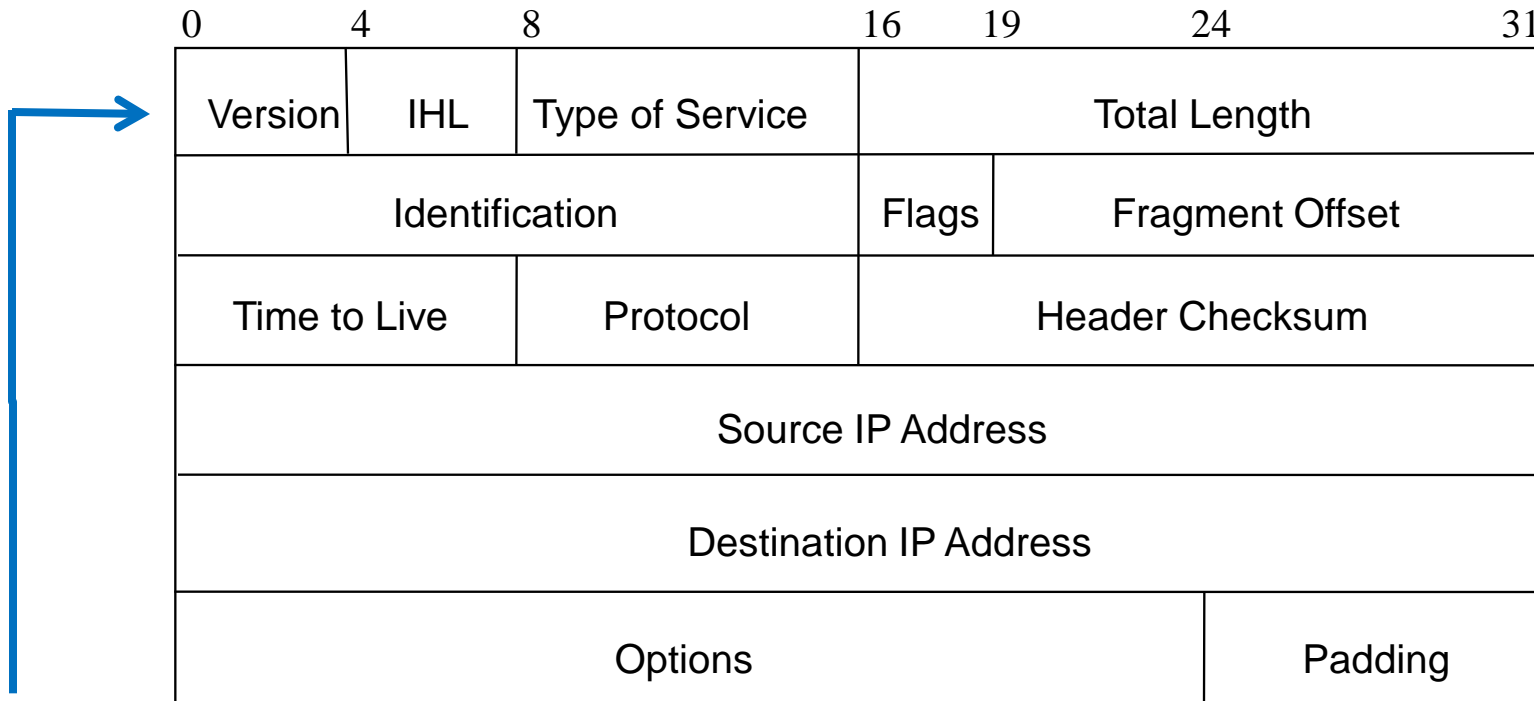 0 4 8 16 19 24 31
Version IHL Type of Service Total Length
Identification Flags Fragment Offset
Time to Live Protocol Header Checksum
Source IP Address
Destination IP Address
Options Padding